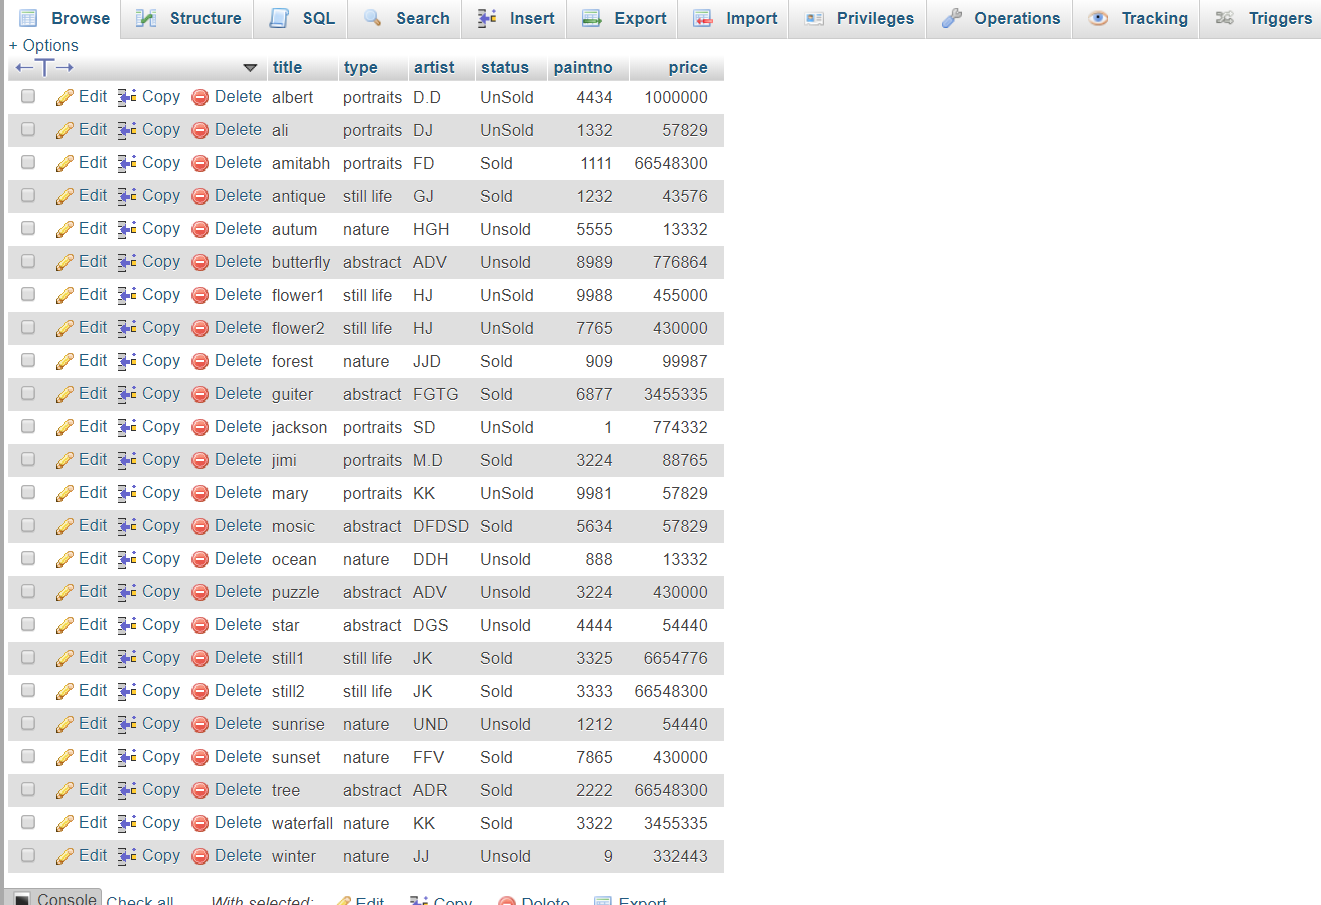 Browse Structure SQL Search Insert Export Import Privileges Operations Tracking Triggers
+ Options
←T→ title type artist status paintno price
Edit Copy Delete albert portraits D.D UnSold 4434 1000000
Edit Copy Delete ali portraits DJ UnSold 1332 57829
Edit Copy Delete amitabh portraits FD Sold 1111 66548300
Edit Copy Delete antique still life GJ Sold 1232 43576
Edit Copy Delete autum nature HGH Unsold 5555 13332
Edit Copy Delete butterfly abstract ADV Unsold 8989 776864
Edit Copy Delete flower1 still life HJ UnSold 9988 455000
Edit Copy Delete flower2 still life HJ UnSold 7765 430000
Edit Copy Delete forest nature JJD Sold 909 99987
Edit Copy Delete guiter abstract FGTG Sold 6877 3455335
Edit Copy Delete jackson portraits SD UnSold 1 774332
Edit Copy Delete jimi portraits M.D Sold 3224 88765
Edit Copy Delete mary portraits KK UnSold 9981 57829
Edit Copy Delete mosic abstract DFDSD Sold 5634 57829
Edit Copy Delete ocean nature DDH Unsold 888 13332
Edit Copy Delete puzzle abstract ADV Unsold 3224 430000
Edit Copy Delete star abstract DGS Unsold 4444 54440
Edit Copy Delete still1 still life JK Sold 3325 6654776
Edit Copy Delete still2 still life JK Sold 3333 66548300
Edit Copy Delete sunrise nature UND Unsold 1212 54440
Edit Copy Delete sunset nature FFV Sold 7865 430000
Edit Copy Delete tree abstract ADR Sold 2222 66548300
Edit Copy Delete waterfall nature KK Sold 3322 3455335
Edit Copy Delete winter nature JJ Unsold 9 332443
Console Check all With selected: Edit Copy Delete Export